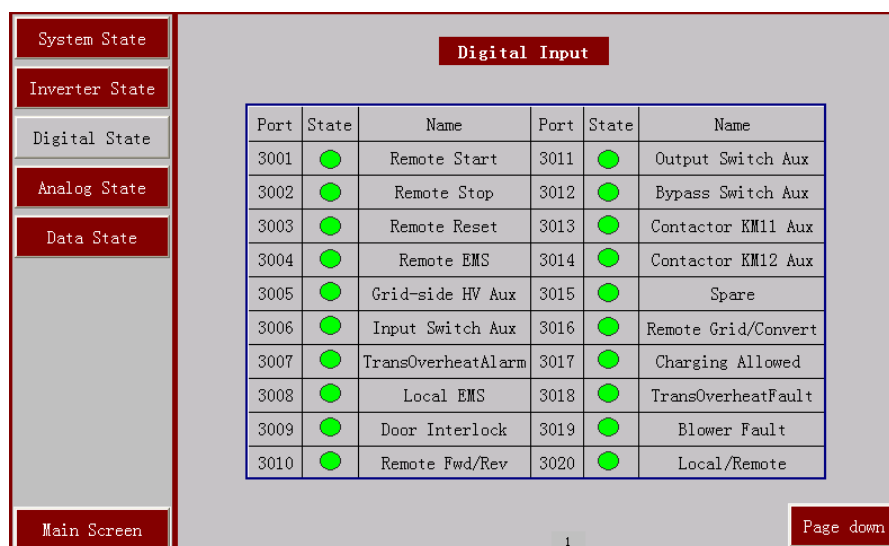 System State
Inverter State
Digital State
Analog State
Data State
Main Screen
Digital Input
Port State Name Port State Name
3001 Remote Start 3011 Output Switch Aux
3002 Remote Stop 3012 Bypass Switch Aux
3003 Remote Reset 3013 Contactor KM11 Aux
3004 Remote EMS 3014 Contactor KM12 Aux
3005 Grid-side HV Aux 3015 Spare
3006 Input Switch Aux 3016 Remote Grid/Convert
3007 TransOverheatAlarm 3017 Charging Allowed
3008 Local EMS 3018 TransOverheatFault
3009 Door Interlock 3019 Blower Fault
3010 Remote Fwd/Rev 3020 Local/Remote
1
Page down